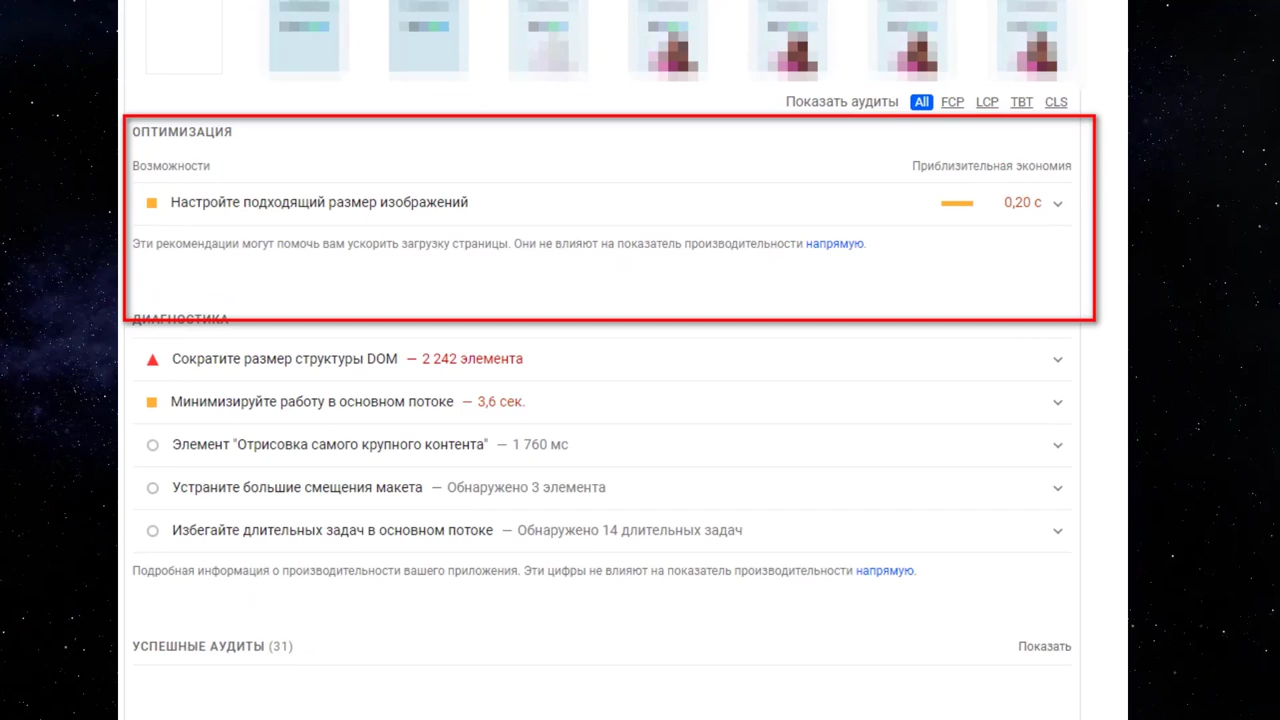 Показать аудиты All FCP LCP TBT CLS
ОПТИМИЗАЦИЯ
Возможности Приблизительная экономия
Настройте подходящий размер изображений 0,20 с
Эти рекомендации могут помочь вам ускорить загрузку страницы. Они не влияют на показатель производительности напрямую.
ДИАГНОСТИКА
Сократите размер структуры DOM — 2 242 элемента
Минимизируйте работу в основном потоке — 3,6 сек.
Элемент "Отрисовка самого крупного контента" — 1 760 мс
Устраните большие смещения макета — Обнаружено 3 элемента
Избегайте длительных задач в основном потоке — Обнаружено 14 длительных задач
Подробная информация о производительности вашего приложения. Эти цифры не влияют на показатель производительности напрямую.
УСПЕШНЫЕ АУДИТЫ (31) Показать